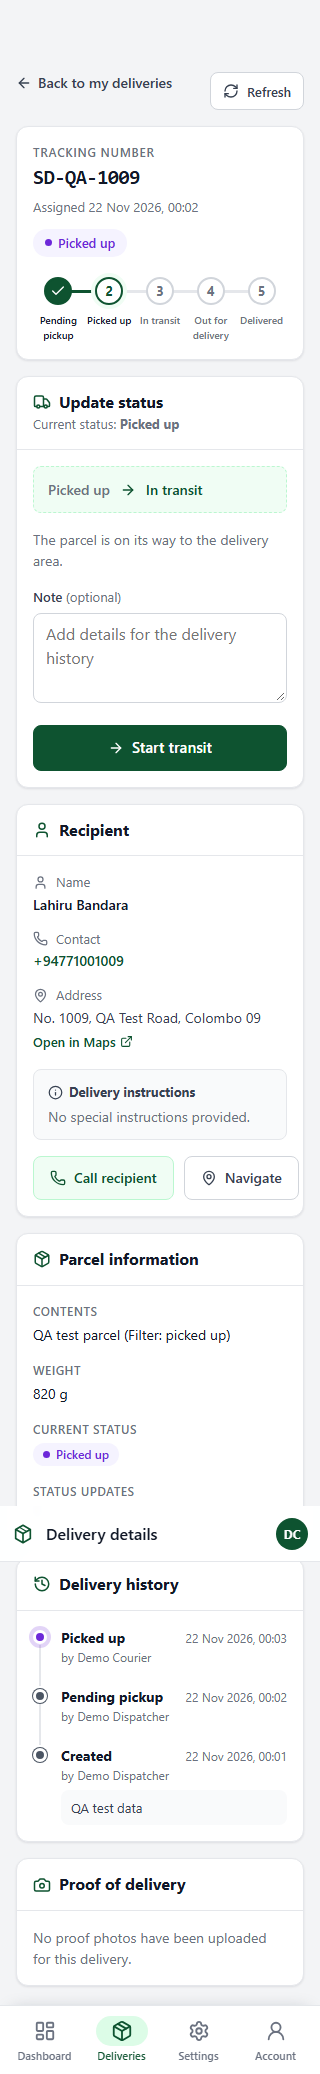 Back to my deliveries
Refresh
TRACKING NUMBER
SD-QA-1009
Assigned 22 Nov 2026, 00:02
Picked up
2
3
4
5
Pending pickup
Picked up
In transit
Out for delivery
Delivered
Update status
Current status: Picked up
Picked up → In transit
The parcel is on its way to the delivery
area.
Note (optional)
Add details for the delivery
history
→ Start transit
Recipient
Name
Lahiru Bandara
Contact
+94771001009
Address
No. 1009, QA Test Road, Colombo 09
Open in Maps
Delivery instructions
No special instructions provided.
Call recipient
Navigate
Parcel information
CONTENTS
QA test parcel (Filter: picked up)
WEIGHT
820 g
CURRENT STATUS
Picked up
STATUS UPDATES
Delivery details
DC
Delivery history
Picked up 22 Nov 2026, 00:03
by Demo Courier
Pending pickup 22 Nov 2026, 00:02
by Demo Dispatcher
Created 22 Nov 2026, 00:01
by Demo Dispatcher
QA test data
Proof of delivery
No proof photos have been uploaded
for this delivery.
Dashboard
Deliveries
Settings
Account